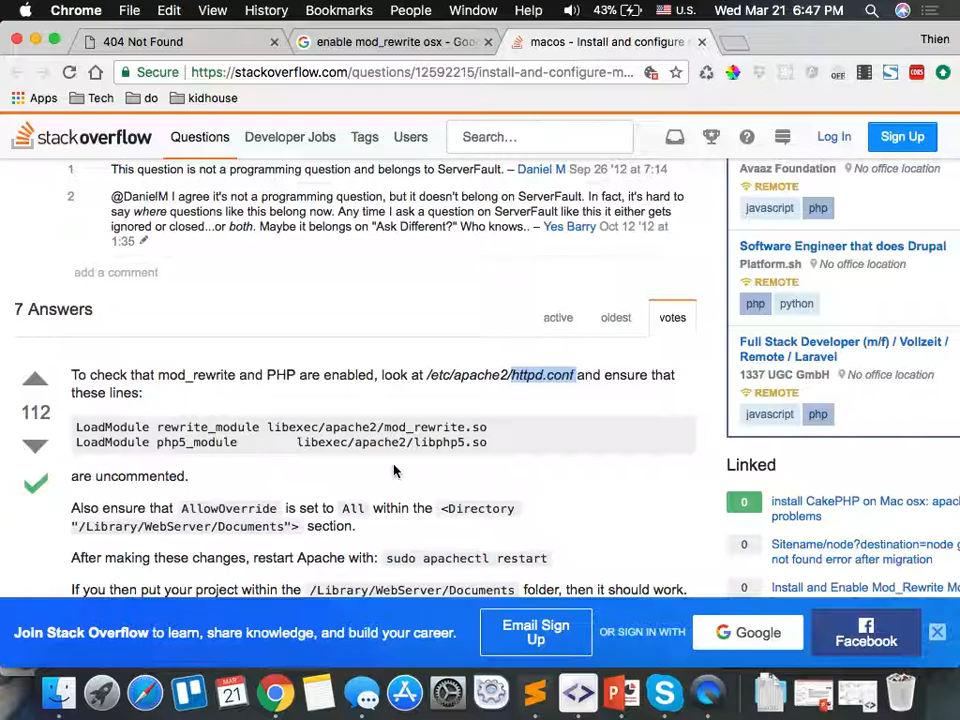 Chrome File Edit View History Bookmarks People Window Help 43% U.S. Wed Mar 21 6:47 PM
404 Not Found
enable mod_rewrite osx - Goo
macos - Install and configure
Thien
Secure https://stackoverflow.com/questions/12592215/install-and-configure-m...
OFF
Apps Tech do kidhouse
stackoverflow Questions Developer Jobs Tags Users Search... Log In Sign Up
1 This question is not a programming question and belongs to ServerFault. – Daniel M Sep 26 '12 at 7:14
2 @DanielM I agree it's not a programming question, but it doesn't belong on ServerFault. In fact, it's hard to
say where questions like this belong now. Any time I ask a question on ServerFault like this it either gets
ignored or closed...or both. Maybe it belongs on "Ask Different?" Who knows.. – Yes Barry Oct 12 '12 at
1:35
add a comment
7 Answers
active oldest votes
112
To check that mod_rewrite and PHP are enabled, look at /etc/apache2/httpd.conf and ensure that
these lines:
LoadModule rewrite_module libexec/apache2/mod_rewrite.so
LoadModule php5_module libexec/apache2/libphp5.so
are uncommented.
Also ensure that AllowOverride is set to All within the <Directory
"/Library/WebServer/Documents"> section.
After making these changes, restart Apache with: sudo apachectl restart
If you then put your project within the /Library/WebServer/Documents folder, then it should work.
Avaaz Foundation No office location
REMOTE
javascript php
Software Engineer that does Drupal
Platform.sh No office location
REMOTE
php python
Full Stack Developer (m/f) / Vollzeit /
Remote / Laravel
1337 UGC GmbH No office location
REMOTE
javascript php
Linked
0 install CakePHP on Mac osx: apac
problems
0 Sitename/node?destination=node g
not found error after migration
0 Install and Enable Mod_Rewrite Mo
Join Stack Overflow to learn, share knowledge, and build your career.
Email Sign
Up
OR SIGN IN WITH
Google
Facebook
MAR
21